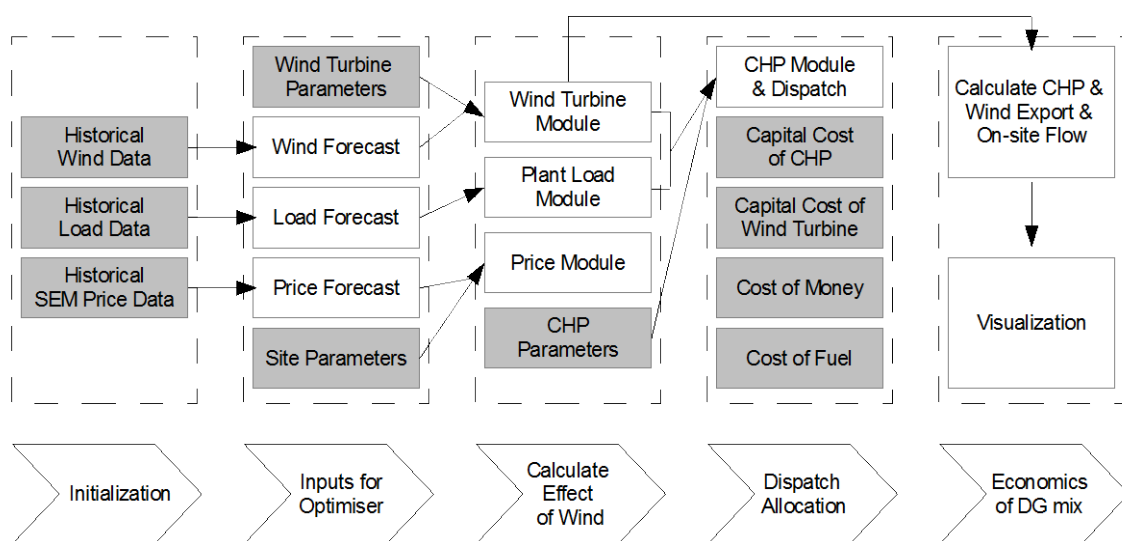 Historical
Wind Data
Historical
Load Data
Historical
SEM Price Data
Wind Turbine
Parameters
Wind Forecast
Load Forecast
Price Forecast
Site Parameters
Wind Turbine
Module
Plant Load
Module
Price Module
CHP
Parameters
CHP Module
& Dispatch
Capital Cost
of CHP
Capital Cost of
Wind Turbine
Cost of Money
Cost of Fuel
Calculate CHP &
Wind Export &
On-site Flow
Visualization
Initialization
Inputs for
Optimiser
Calculate
Effect
of Wind
Dispatch
Allocation
Economics
of DG mix